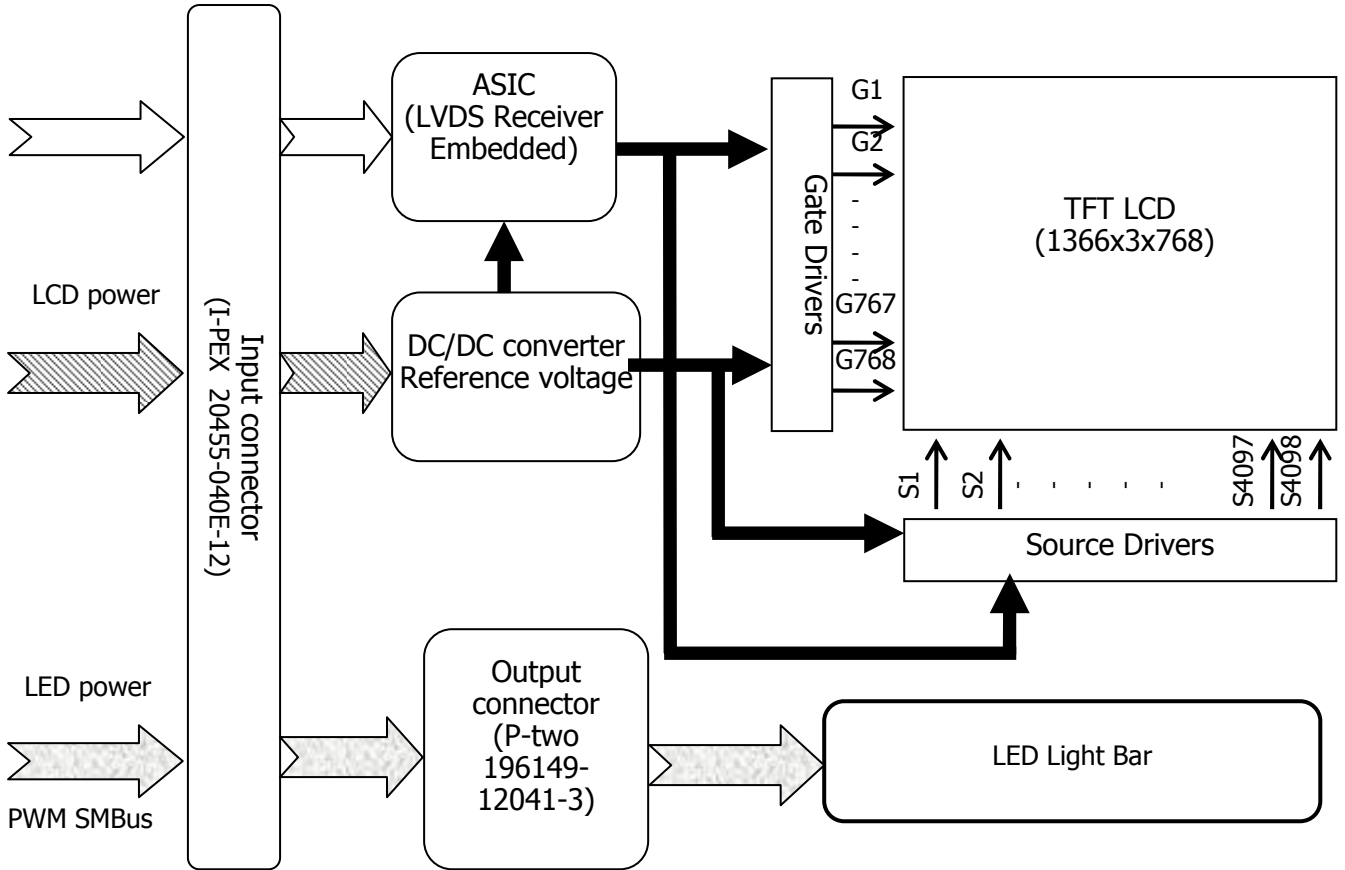 ASIC
(LVDS Receiver
Embedded)
G1
G2
-
-
-
-
G767
G768
Gate Drivers
TFT LCD
(1366x3x768)
LCD power
Input connector
(I-PEX 20455-040E-12)
DC/DC converter
Reference voltage
S1
S2
- - - - -
S4097
S4098
Source Drivers
LED power
PWM SMBus
Output
connector
(P-two
196149-
12041-3)
LED Light Bar